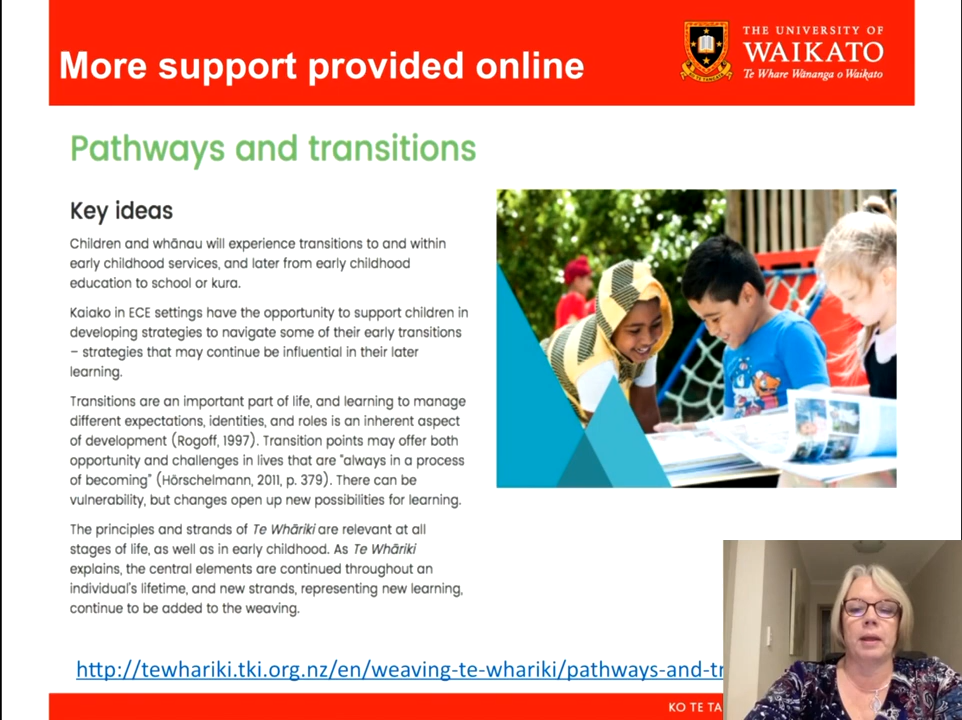 More support provided online
THE UNIVERSITY OF
WAIKATO
Te Whare Wānanga o Waikato
Pathways and transitions
Key ideas
Children and whānau will experience transitions to and within
early childhood services, and later from early childhood
education to school or kura.
Kaiako in ECE settings have the opportunity to support children in
developing strategies to navigate some of their early transitions
– strategies that may continue be influential in their later
learning.
Transitions are an important part of life, and learning to manage
different expectations, identities, and roles is an inherent aspect
of development (Rogoff, 1997). Transition points may offer both
opportunity and challenges in lives that are "always in a process
of becoming" (Hörschelmann, 2011, p. 379). There can be
vulnerability, but changes open up new possibilities for learning.
The principles and strands of Te Whāriki are relevant at all
stages of life, as well as in early childhood. As Te Whāriki
explains, the central elements are continued throughout an
individual's lifetime, and new strands, representing new learning,
continue to be added to the weaving.
http://tewhariki.tki.org.nz/en/weaving-te-whariki/pathways-and-tr
KO TE TA